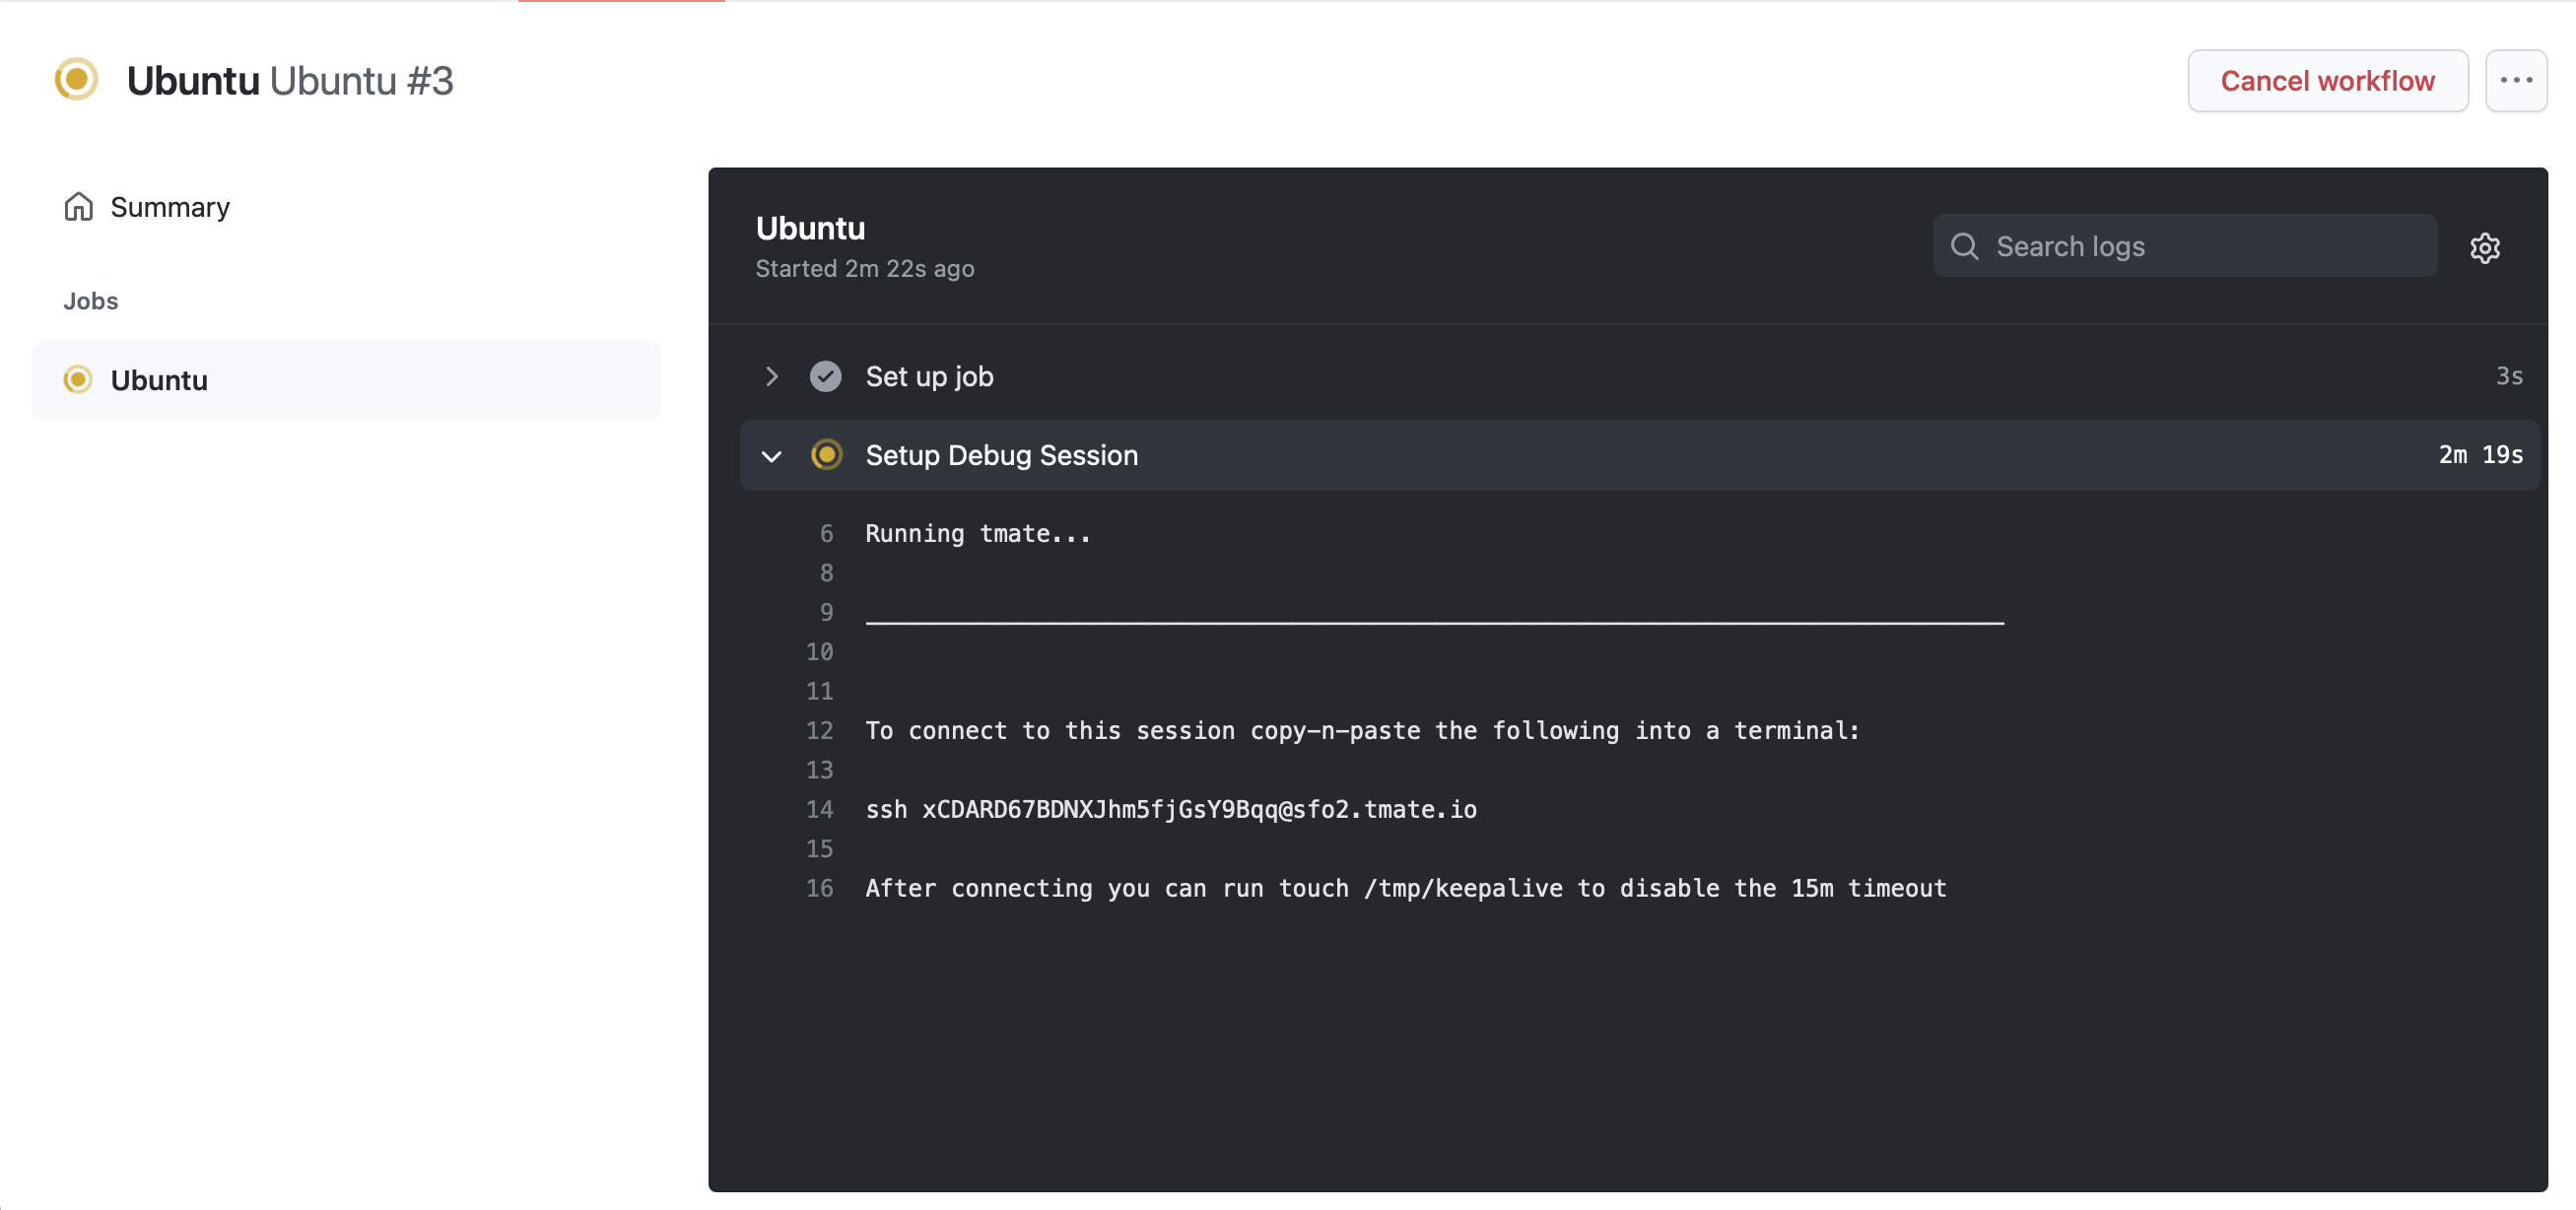 Ubuntu Ubuntu #3
Cancel workflow
Summary
Jobs
Ubuntu
Ubuntu
Started 2m 22s ago
Search logs
Set up job 3s
Setup Debug Session 2m 19s
6 Running tmate...
8
9 ________________________________________________________________________________
10
11
12 To connect to this session copy-n-paste the following into a terminal:
13
14 ssh xCDARD67BDNXJhm5fjGsY9Bqq@sfo2.tmate.io
15
16 After connecting you can run touch /tmp/keepalive to disable the 15m timeout